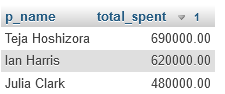 p_name total_spent 1
Teja Hoshizora 690000.00
Ian Harris 620000.00
Julia Clark 480000.00